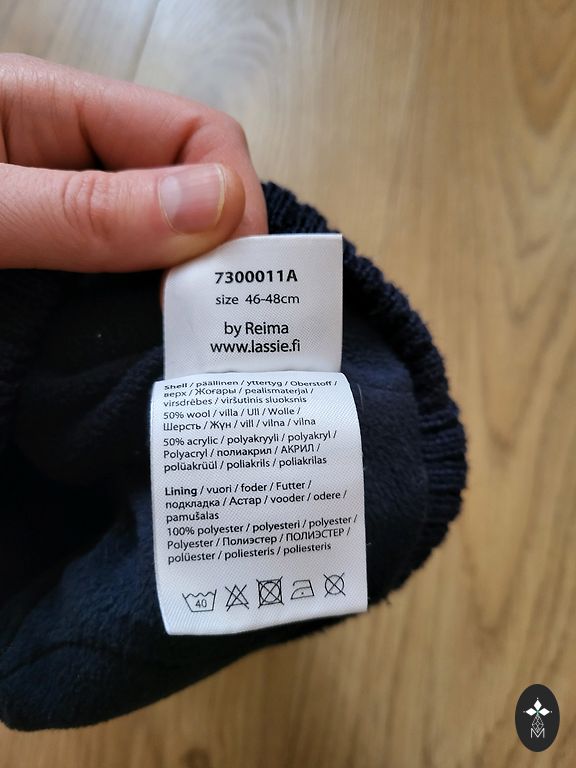 7300011A
size 46-48cm
by Reima
www.lassie.fi
Shell / päällinen / yttertyg / Oberstoff /
верх / Жоғары / pealismaterjal /
virsdrēbes / viršutinis sluoksnis
50% wool / villa / Ull / Wolle /
Шерсть / Жүн / vill / vilna / vilna
50% acrylic / polyakryyli / polyakryl /
Polyacryl / полиакрил / АКРИЛ /
polüakrüül / poliakrils / poliakrilas
Lining / vuori / foder / Futter /
подкладка / Астар / vooder / odere /
pamušalas
100% polyester / polyesteri / polyester /
Polyester / Полиэстер / ПОЛИЭСТЕР /
polüester / poliesteris / poliesteris
40
M